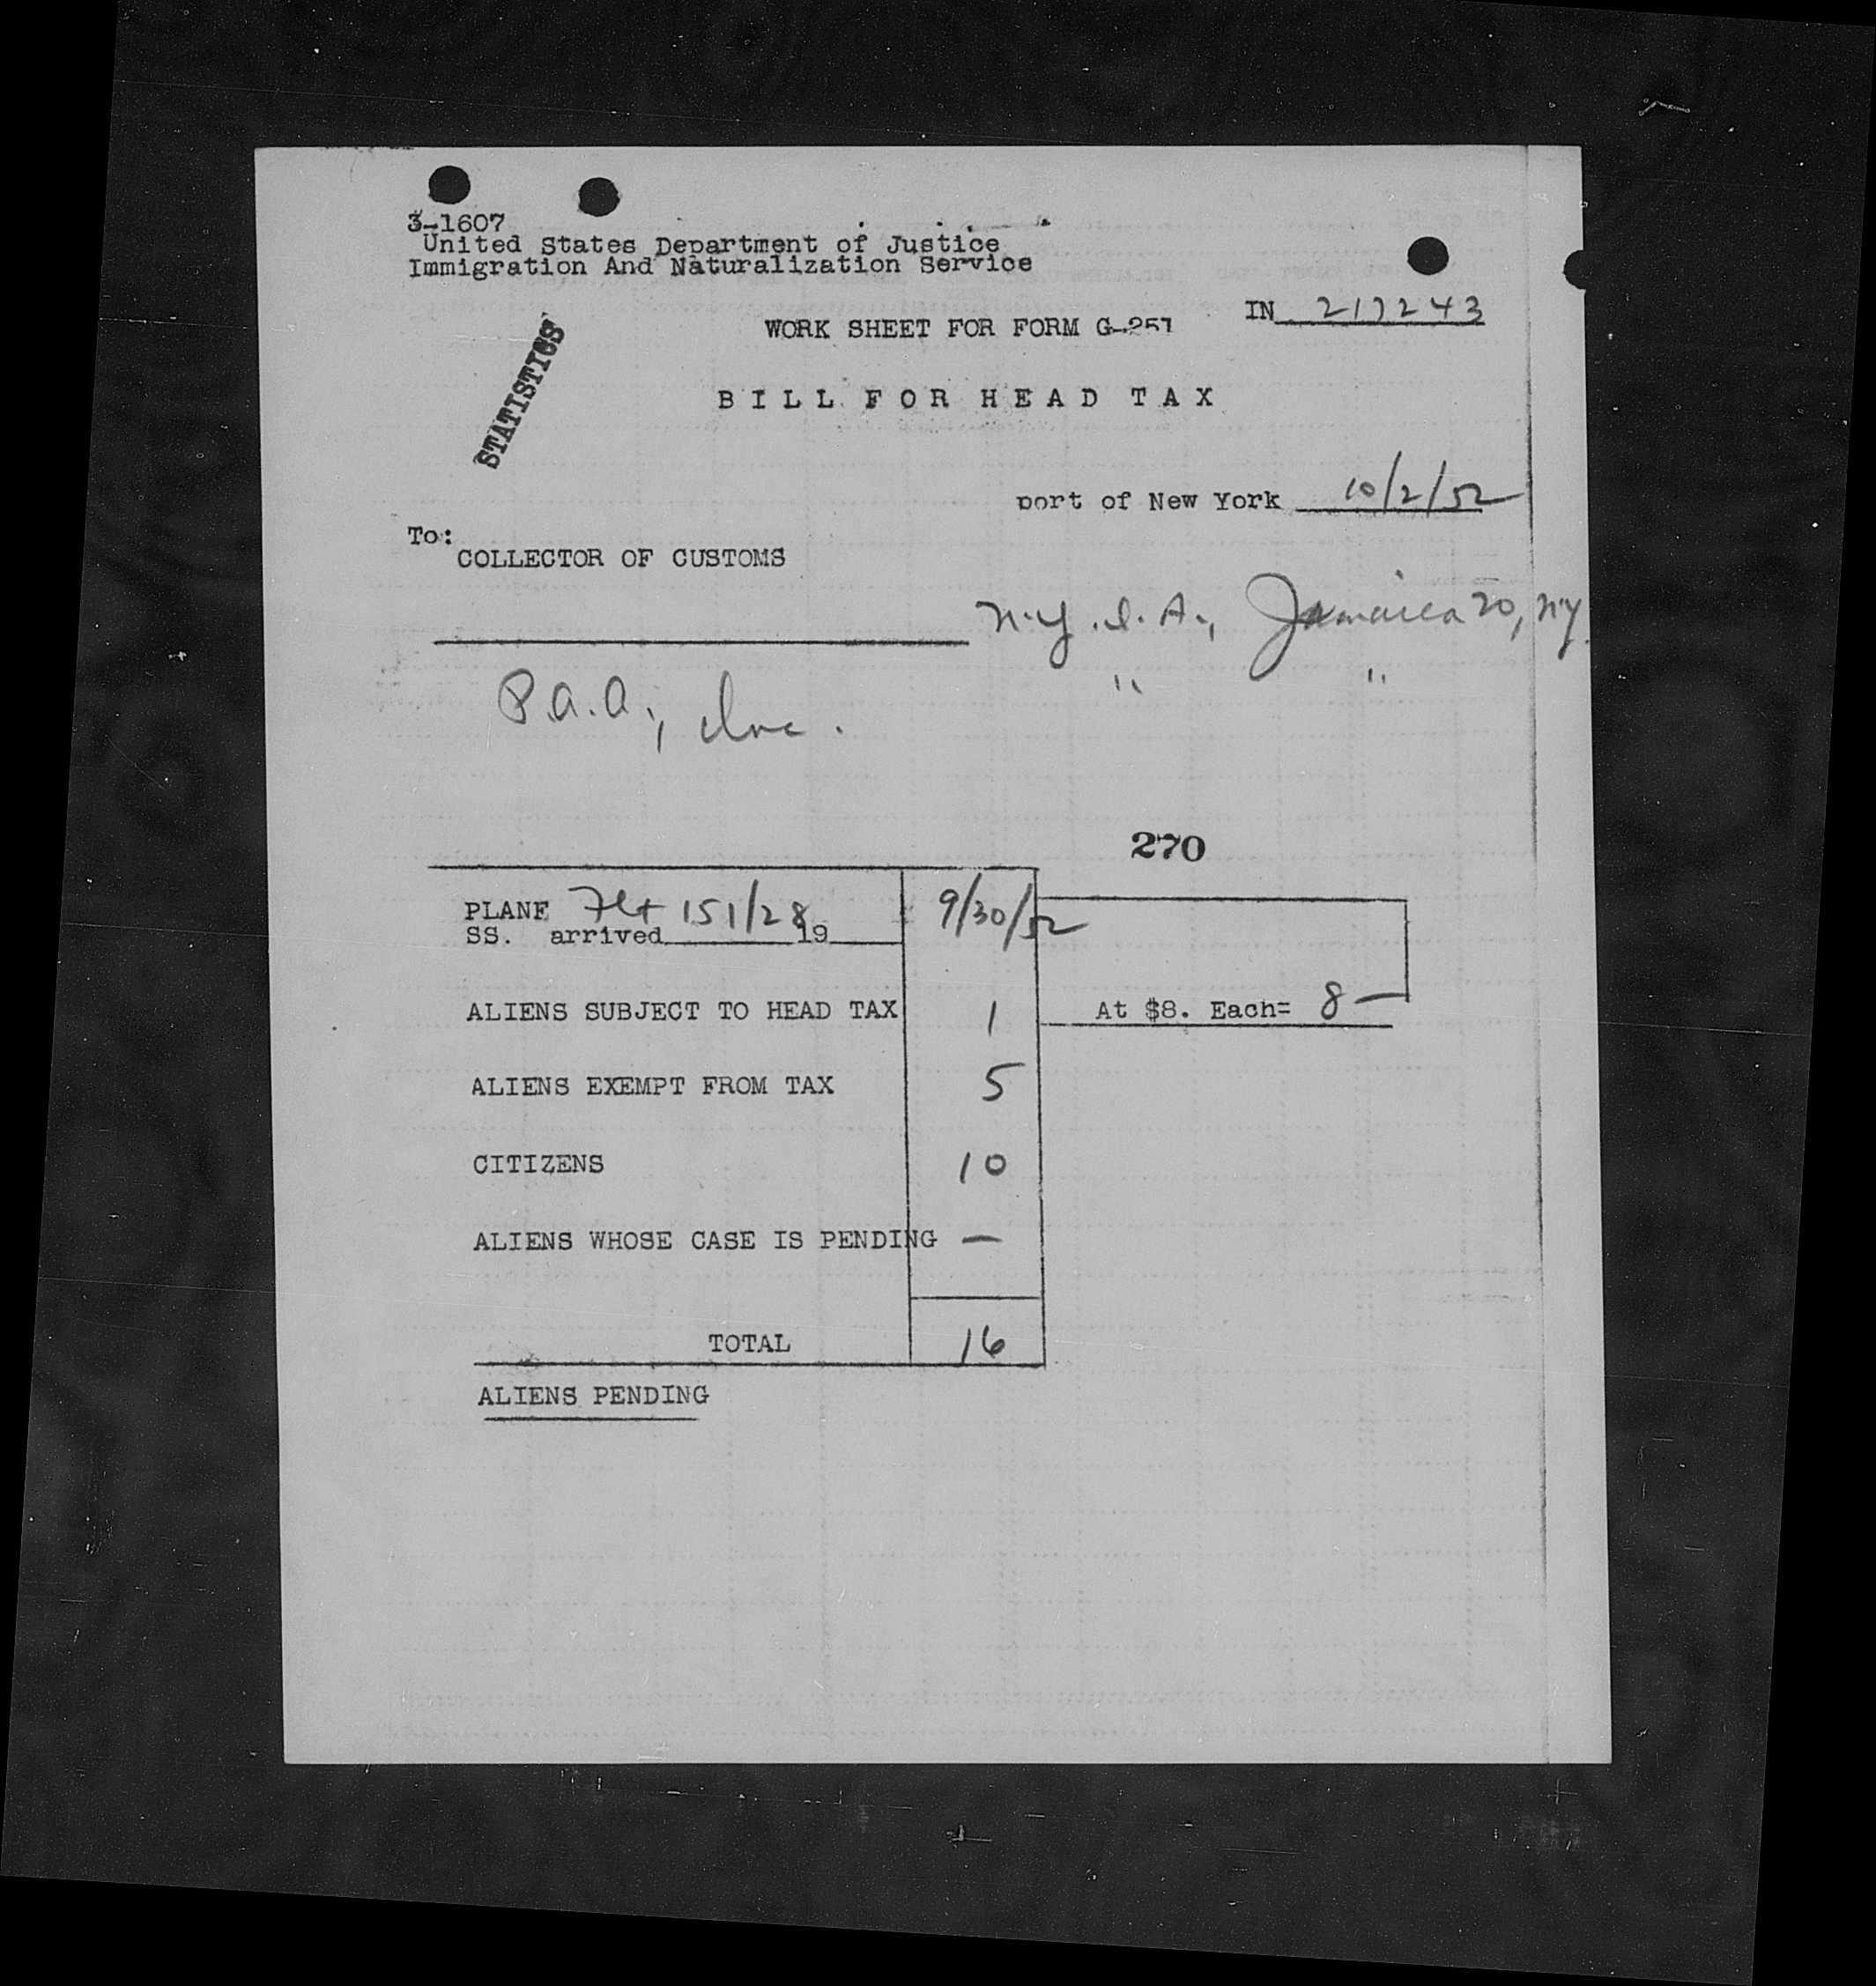 3-1607
United States Department of Justice
Immigration And Naturalization Service
IN 217243
WORK SHEET FOR FORM G-257
STATISTICS
BILL FOR HEAD TAX
port of New York 10/2/52
To:
COLLECTOR OF CUSTOMS
N.Y.I.A., Jamaica 20, NY.
" "
P.A.A., Inc.
270
PLANE Flt 151/28 9/30/52
SS. arrived 19
ALIENS SUBJECT TO HEAD TAX 1 At $8. Each= 8—
ALIENS EXEMPT FROM TAX 5
CITIZENS 10
ALIENS WHOSE CASE IS PENDING —
TOTAL 16
ALIENS PENDING